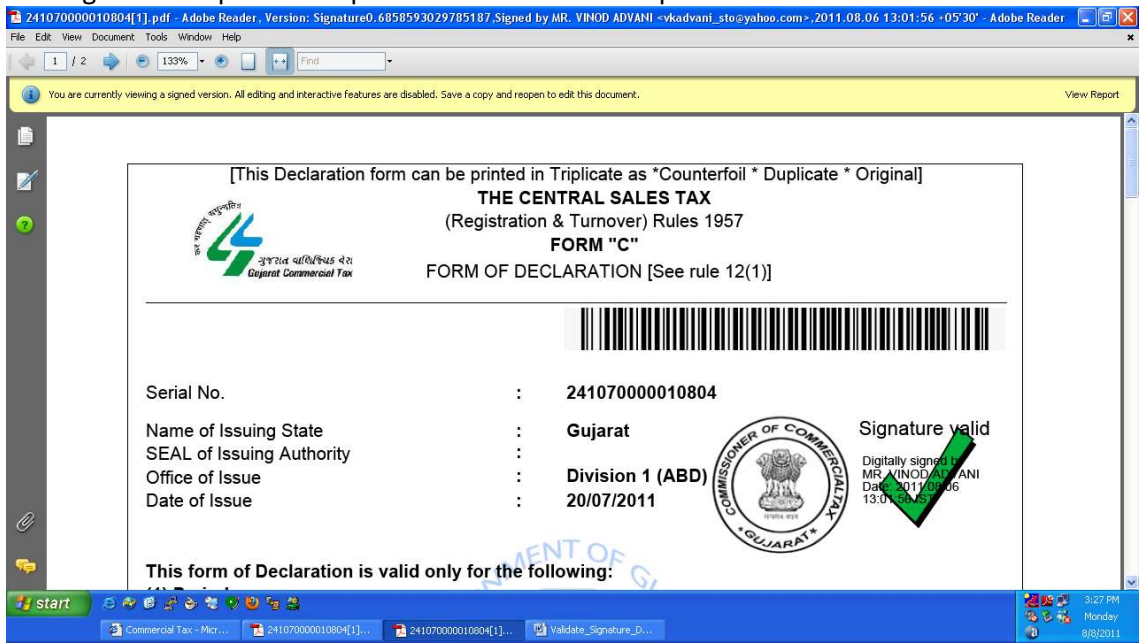 241070000010804[1].pdf - Adobe Reader, Version: Signature0.6858593029785187,Signed by MR. VINOD ADVANI <vkadvani_sto@yahoo.com>,2011.08.06 13:01:56 +05'30' - Adobe Reader
File Edit View Document Tools Window Help
1 / 2 133% Find
You are currently viewing a signed version. All editing and interactive features are disabled. Save a copy and reopen to edit this document. View Report
[This Declaration form can be printed in Triplicate as *Counterfoil * Duplicate * Original]
THE CENTRAL SALES TAX
(Registration & Turnover) Rules 1957
FORM "C"
FORM OF DECLARATION [See rule 12(1)]
ગુજરાત વાણિજ્યિક વેરા
Gujarat Commercial Tax
Serial No. : 241070000010804
Name of Issuing State : Gujarat
SEAL of Issuing Authority :
Office of Issue : Division 1 (ABD)
Date of Issue : 20/07/2011
COMMISSIONER OF COMMERCIAL TAX
* GUJARAT *
Signature valid
Digitally signed by
MR. VINOD ADVANI
Date: 2011.08.06
13:01:56 IST
This form of Declaration is valid only for the following:
start
Commercial Tax - Micr... 241070000010804[1]... 241070000010804[1]... Validate_Signature_D...
3:27 PM
Monday
8/8/2011